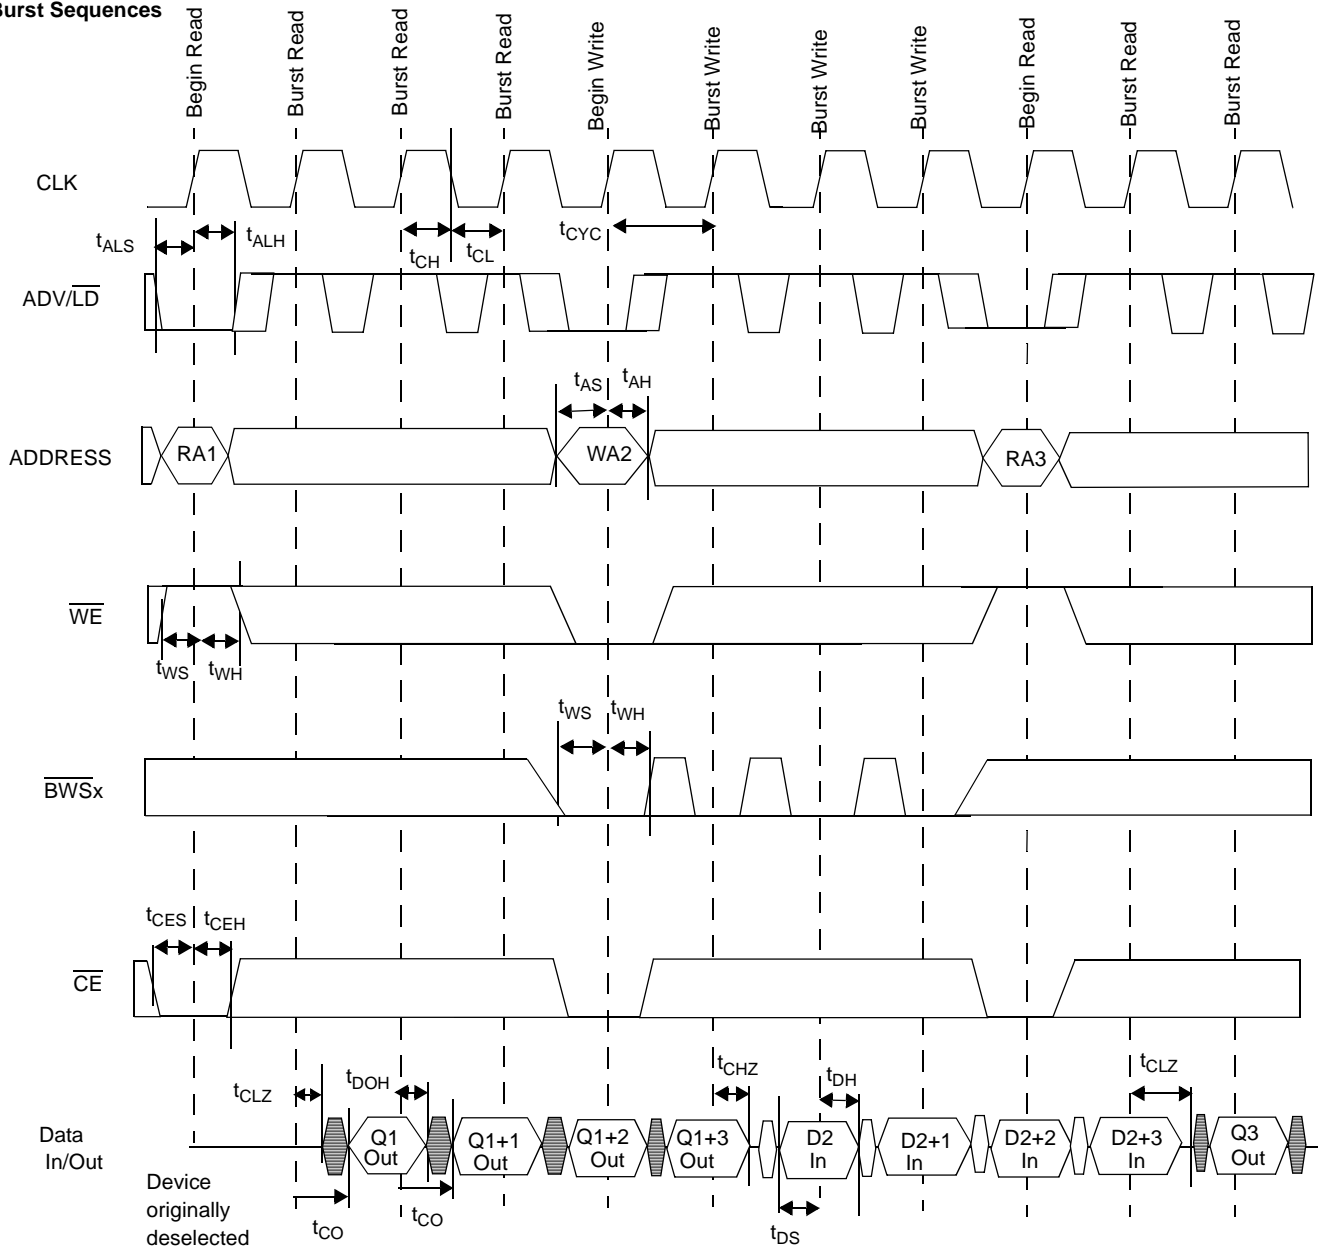 Burst Sequences
Begin Read
Burst Read
Burst Read
Burst Read
Begin Write
Burst Write
Burst Write
Burst Write
Begin Read
Burst Read
Burst Read
CLK
tALS
tALH
tCH
tCL
tCYC
ADV/LD
tAS
tAH
ADDRESS
RA1
WA2
RA3
WE
tWS
tWH
tWS
tWH
BWSx
tCES
tCEH
CE
tCLZ
tDOH
tCHZ
tDH
tCLZ
Data
In/Out
Q1
Out
Q1+1
Out
Q1+2
Out
Q1+3
Out
D2
In
D2+1
In
D2+2
In
D2+3
In
Q3
Out
Device
originally
deselected
tCO
tCO
tDS